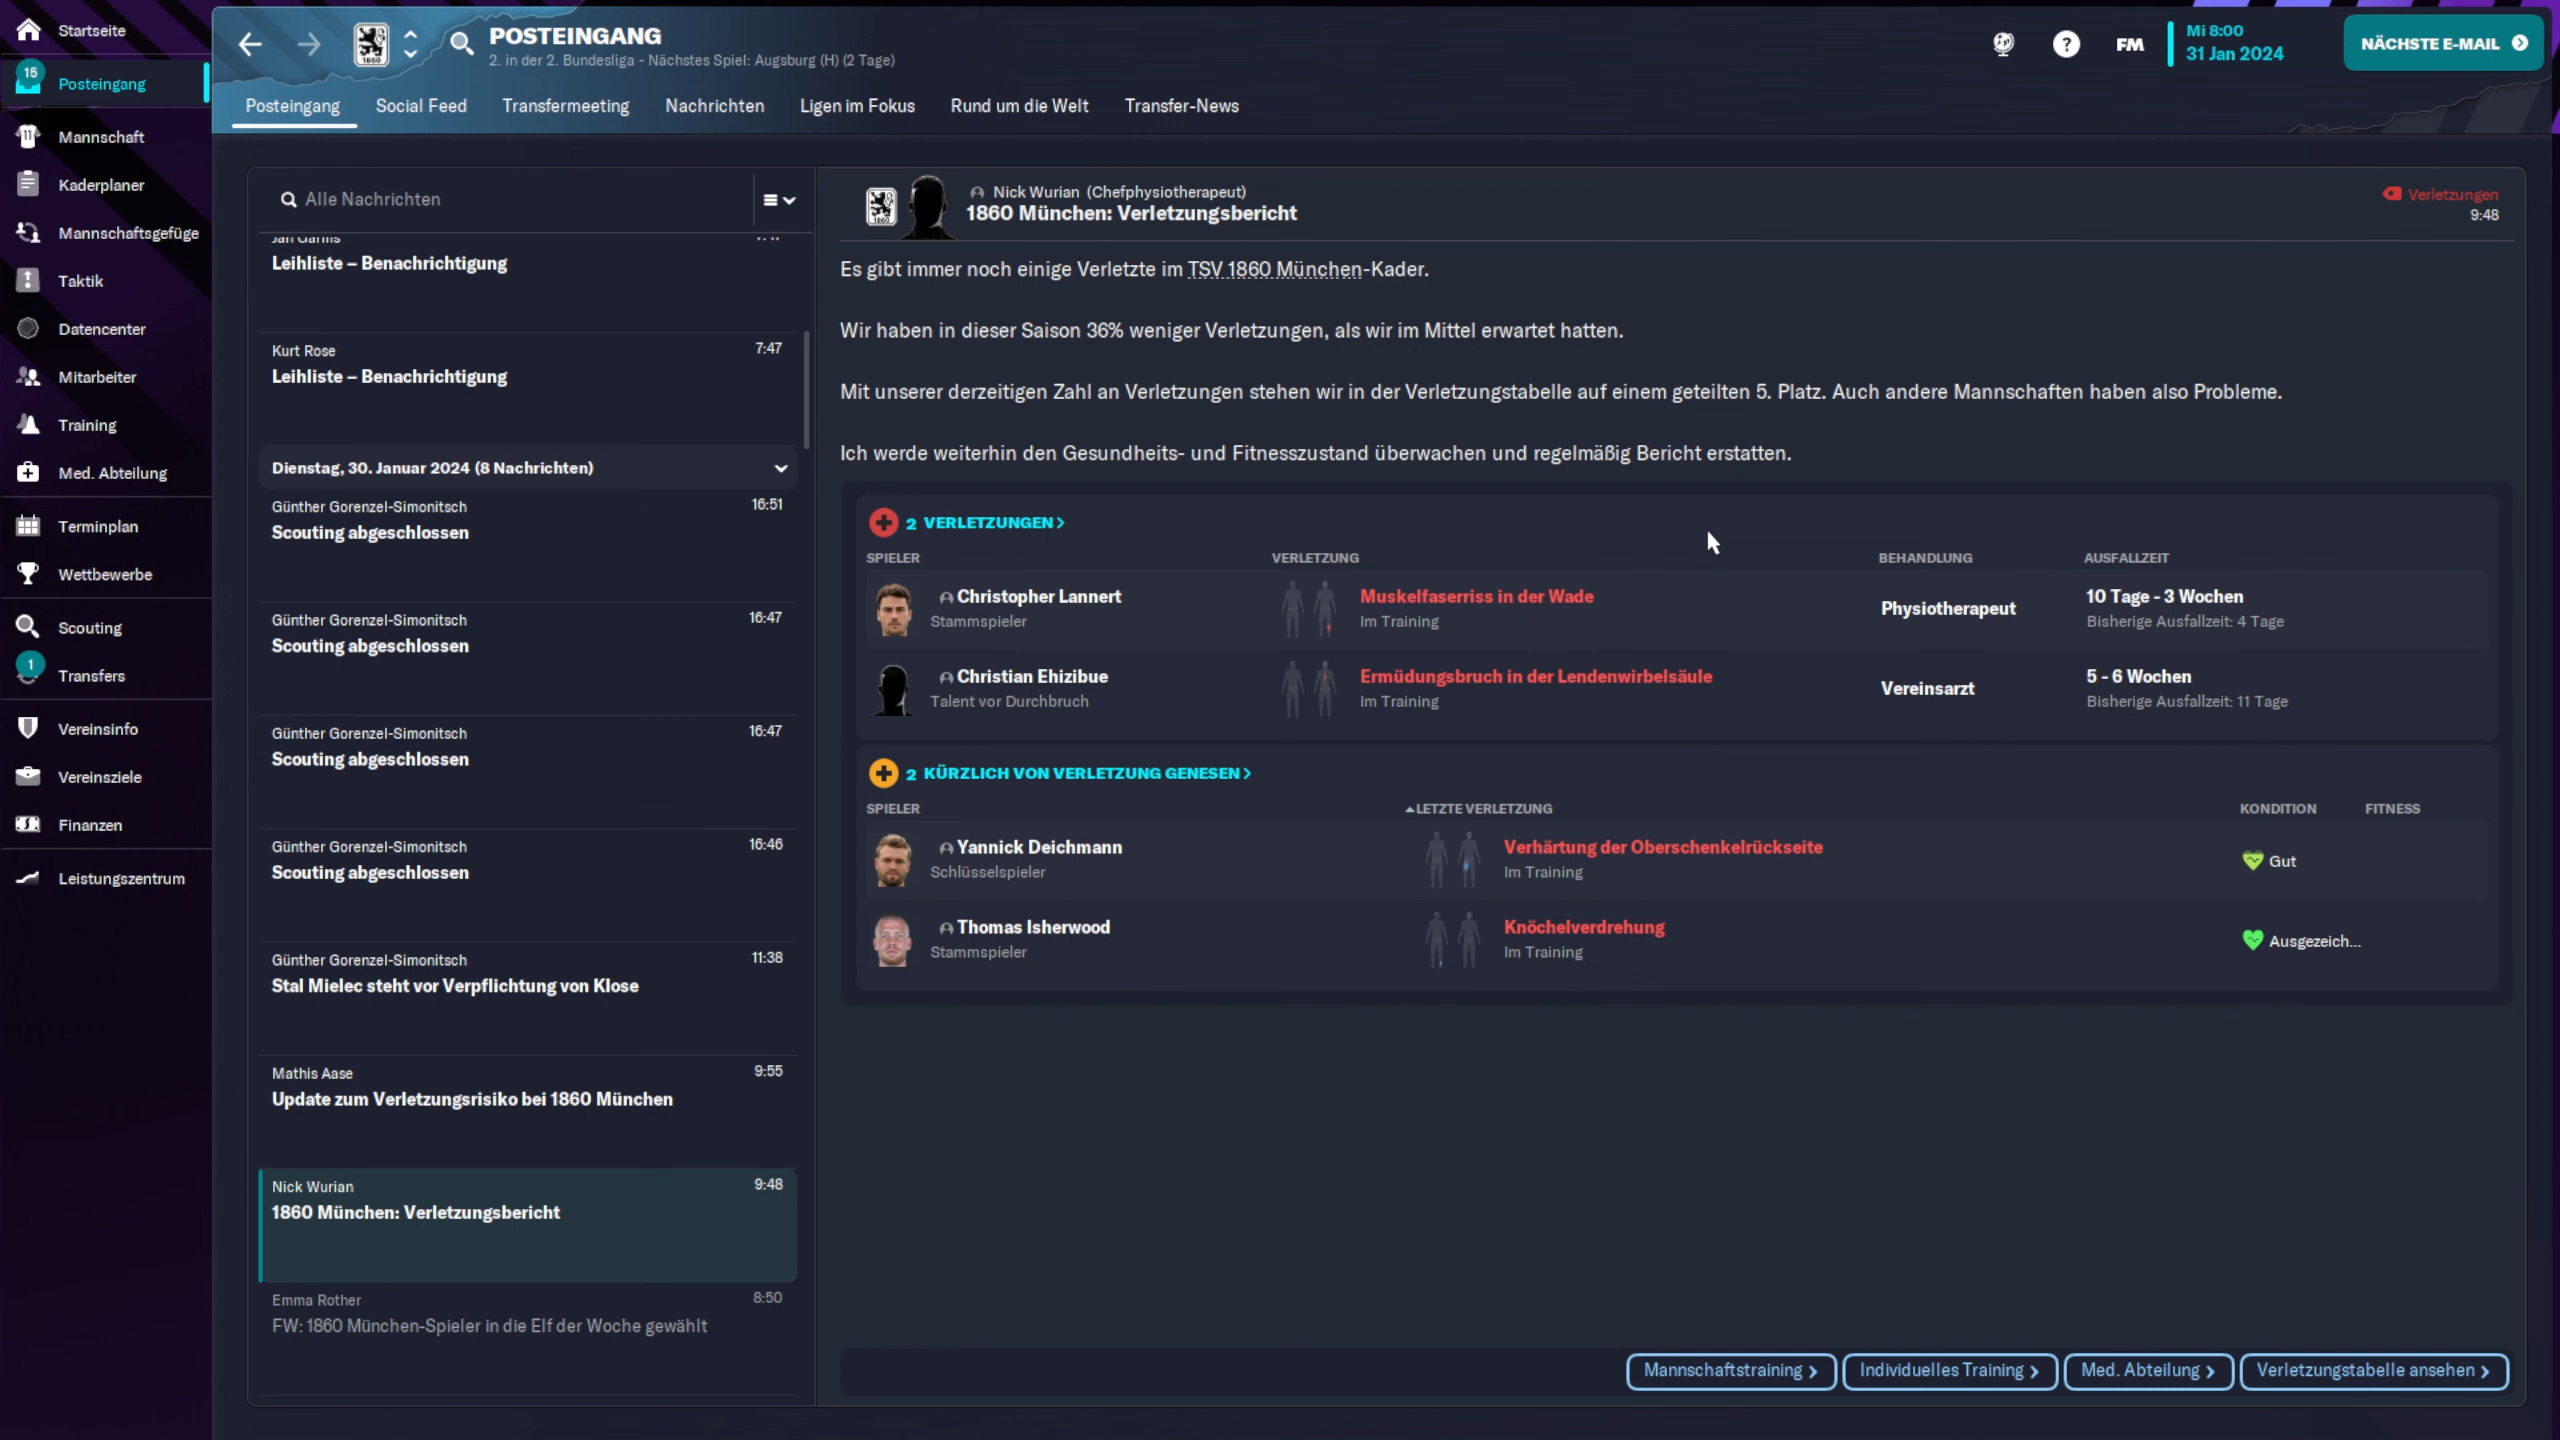 Startseite
15
Posteingang
Mannschaft
Kaderplaner
Mannschaftsgefüge
Taktik
Datencenter
Mitarbeiter
Training
Med. Abteilung
Terminplan
Wettbewerbe
Scouting
1
Transfers
Vereinsinfo
Vereinsziele
Finanzen
Leistungszentrum
POSTEINGANG
2. in der 2. Bundesliga - Nächstes Spiel: Augsburg (H) (2 Tage)
FM
Mi 8:00
31 Jan 2024
NÄCHSTE E-MAIL
Posteingang
Social Feed
Transfermeeting
Nachrichten
Ligen im Fokus
Rund um die Welt
Transfer-News
Alle Nachrichten
Leihliste – Benachrichtigung
Kurt Rose
7:47
Leihliste – Benachrichtigung
Dienstag, 30. Januar 2024 (8 Nachrichten)
Günther Gorenzel-Simonitsch
16:51
Scouting abgeschlossen
Günther Gorenzel-Simonitsch
16:47
Scouting abgeschlossen
Günther Gorenzel-Simonitsch
16:47
Scouting abgeschlossen
Günther Gorenzel-Simonitsch
16:46
Scouting abgeschlossen
Günther Gorenzel-Simonitsch
11:38
Stal Mielec steht vor Verpflichtung von Klose
Mathis Aase
9:55
Update zum Verletzungsrisiko bei 1860 München
Nick Wurian
9:48
1860 München: Verletzungsbericht
Emma Rother
8:50
FW: 1860 München-Spieler in die Elf der Woche gewählt
Nick Wurian (Chefphysiotherapeut)
1860 München: Verletzungsbericht
Verletzungen
9:48
Es gibt immer noch einige Verletzte im TSV 1860 München-Kader.
Wir haben in dieser Saison 36% weniger Verletzungen, als wir im Mittel erwartet hatten.
Mit unserer derzeitigen Zahl an Verletzungen stehen wir in der Verletzungstabelle auf einem geteilten 5. Platz. Auch andere Mannschaften haben also Probleme.
Ich werde weiterhin den Gesundheits- und Fitnesszustand überwachen und regelmäßig Bericht erstatten.
2 VERLETZUNGEN
SPIELER
VERLETZUNG
BEHANDLUNG
AUSFALLZEIT
Christopher Lannert
Stammspieler
Muskelfaserriss in der Wade
Im Training
Physiotherapeut
10 Tage - 3 Wochen
Bisherige Ausfallzeit: 4 Tage
Christian Ehizibue
Talent vor Durchbruch
Ermüdungsbruch in der Lendenwirbelsäule
Im Training
Vereinsarzt
5 - 6 Wochen
Bisherige Ausfallzeit: 11 Tage
2 KÜRZLICH VON VERLETZUNG GENESEN
SPIELER
LETZTE VERLETZUNG
KONDITION
FITNESS
Yannick Deichmann
Schlüsselspieler
Verhärtung der Oberschenkelrückseite
Im Training
Gut
Thomas Isherwood
Stammspieler
Knöchelverdrehung
Im Training
Ausgezeich...
Mannschaftstraining
Individuelles Training
Med. Abteilung
Verletzungstabelle ansehen